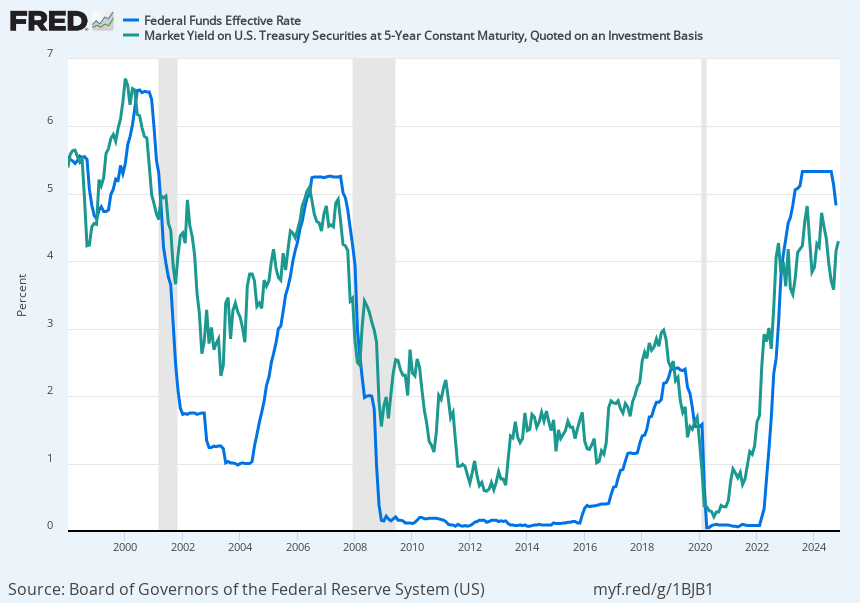 FRED
Federal Funds Effective Rate
Market Yield on U.S. Treasury Securities at 5-Year Constant Maturity, Quoted on an Investment Basis
7
6
5
4
3
2
1
0
Percent
2000 2002 2004 2006 2008 2010 2012 2014 2016 2018 2020 2022 2024
Source: Board of Governors of the Federal Reserve System (US) myf.red/g/1BJB1